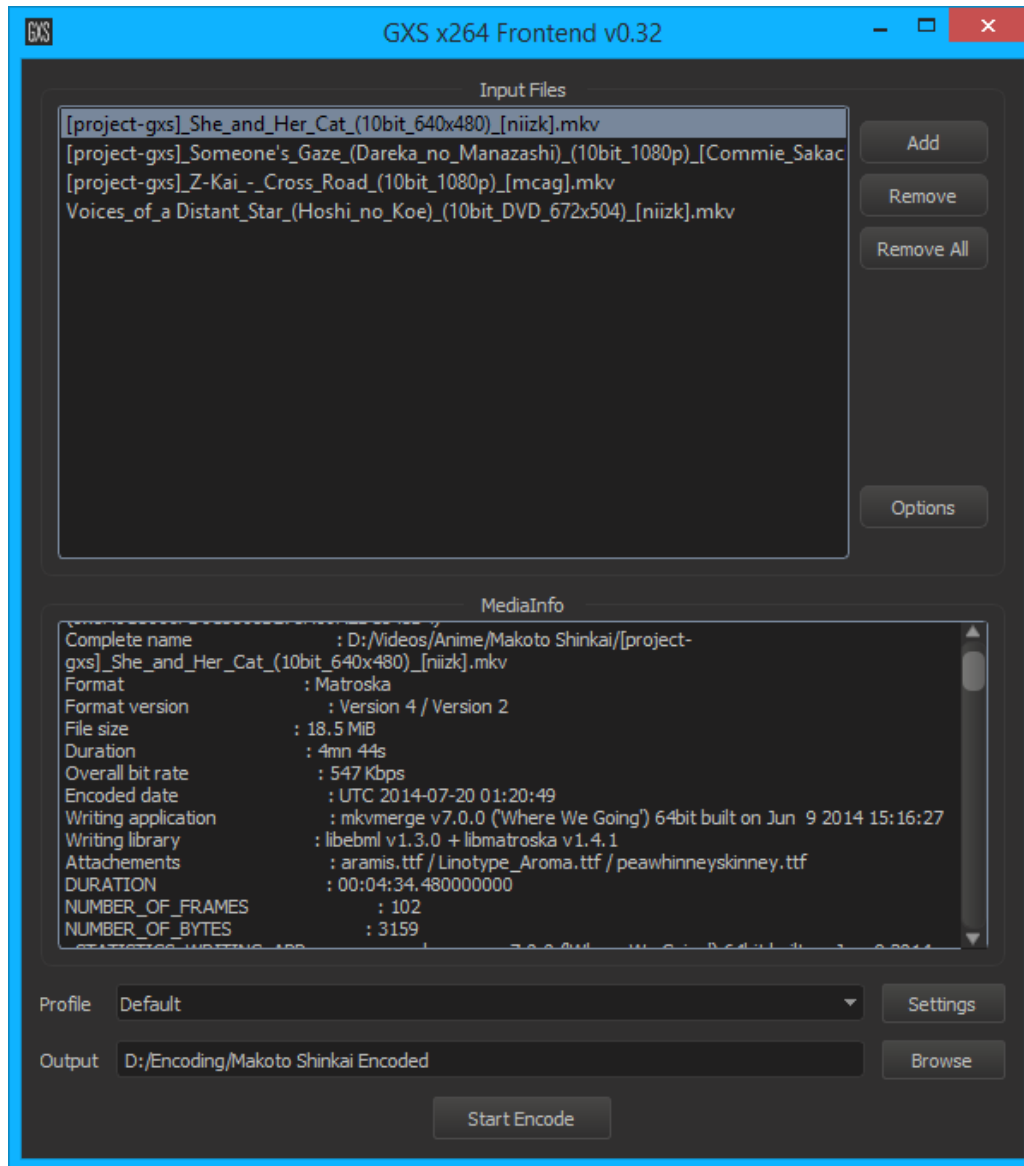 GXS
GXS x264 Frontend v0.32
Input Files
[project-gxs]_She_and_Her_Cat_(10bit_640x480)_[niizk].mkv
[project-gxs]_Someone's_Gaze_(Dareka_no_Manazashi)_(10bit_1080p)_[Commie_Sakac
[project-gxs]_Z-Kai_-_Cross_Road_(10bit_1080p)_[mcag].mkv
Voices_of_a Distant_Star_(Hoshi_no_Koe)_(10bit_DVD_672x504)_[niizk].mkv
Add
Remove
Remove All
Options
MediaInfo
Complete name : D:/Videos/Anime/Makoto Shinkai/[project-
gxs]_She_and_Her_Cat_(10bit_640x480)_[niizk].mkv
Format : Matroska
Format version : Version 4 / Version 2
File size : 18.5 MiB
Duration : 4mn 44s
Overall bit rate : 547 Kbps
Encoded date : UTC 2014-07-20 01:20:49
Writing application : mkvmerge v7.0.0 ('Where We Going') 64bit built on Jun 9 2014 15:16:27
Writing library : libebml v1.3.0 + libmatroska v1.4.1
Attachements : aramis.ttf / Linotype_Aroma.ttf / peawhinneyskinney.ttf
DURATION : 00:04:34.480000000
NUMBER_OF_FRAMES : 102
NUMBER_OF_BYTES : 3159
Profile Default Settings
Output D:/Encoding/Makoto Shinkai Encoded Browse
Start Encode